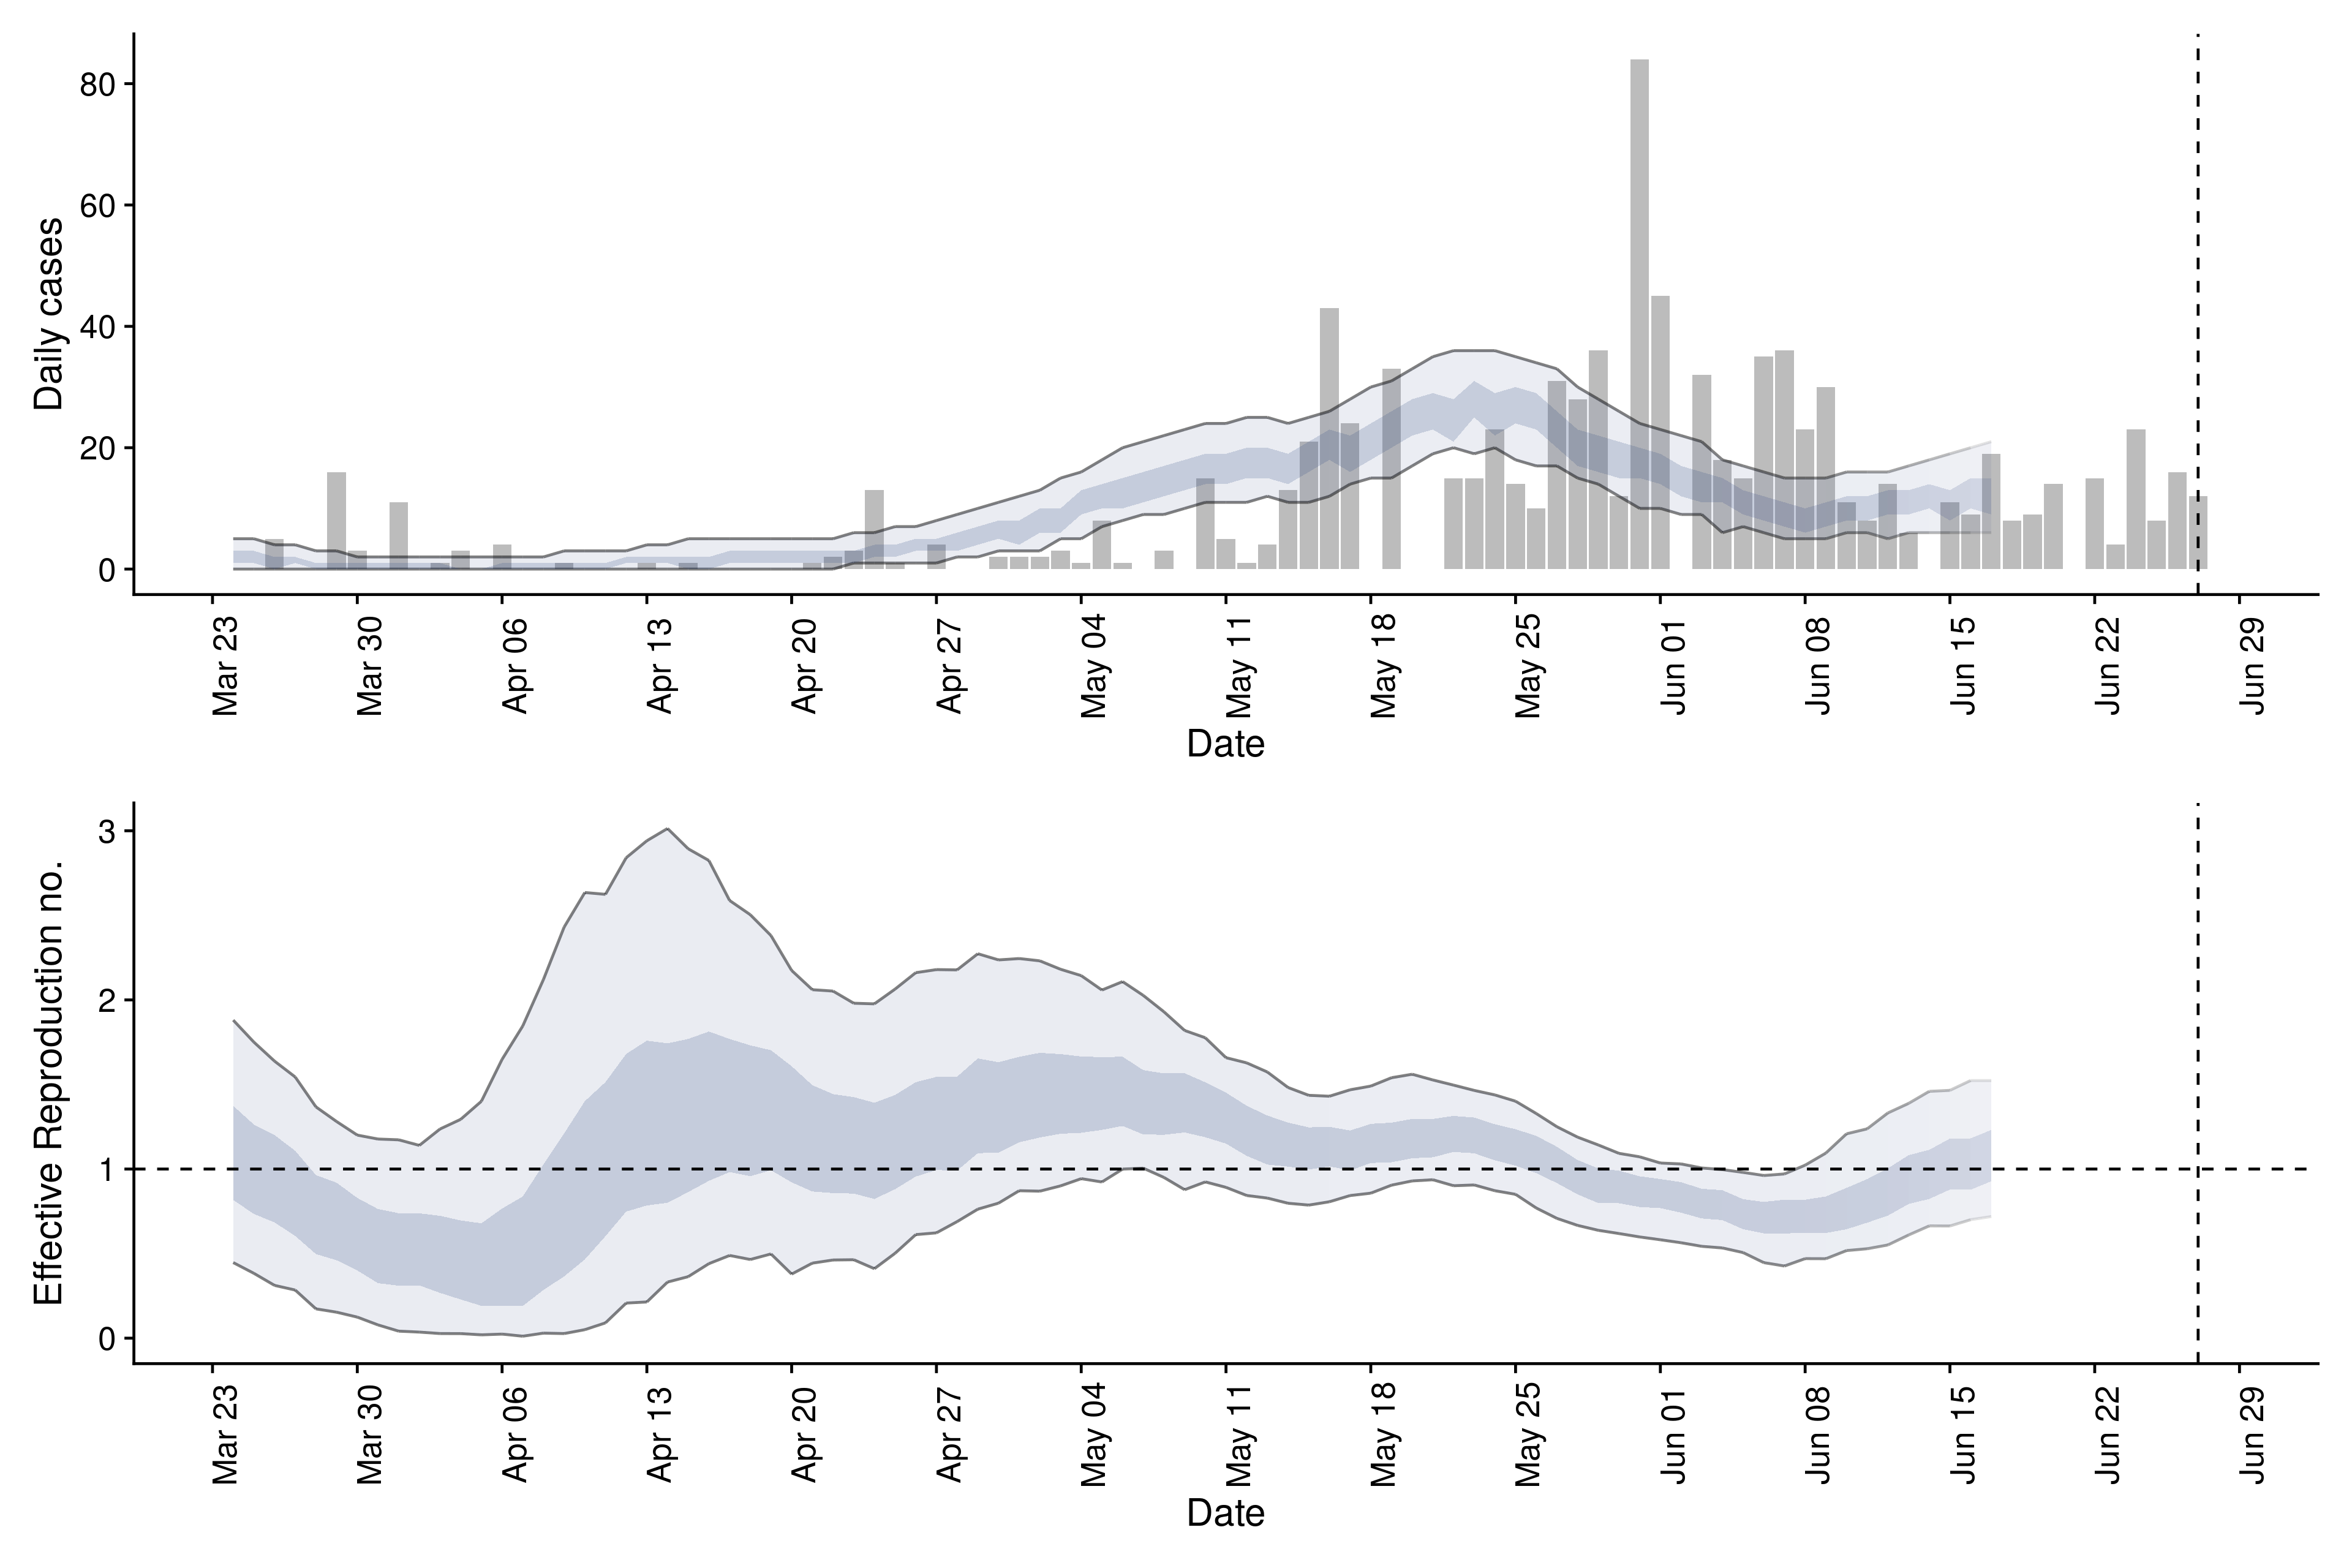 Daily cases
80
60
40
20
0
Mar 23
Mar 30
Apr 06
Apr 13
Apr 20
Apr 27
May 04
May 11
May 18
May 25
Jun 01
Jun 08
Jun 15
Jun 22
Jun 29
Date
Effective Reproduction no.
3
2
1
0
Mar 23
Mar 30
Apr 06
Apr 13
Apr 20
Apr 27
May 04
May 11
May 18
May 25
Jun 01
Jun 08
Jun 15
Jun 22
Jun 29
Date